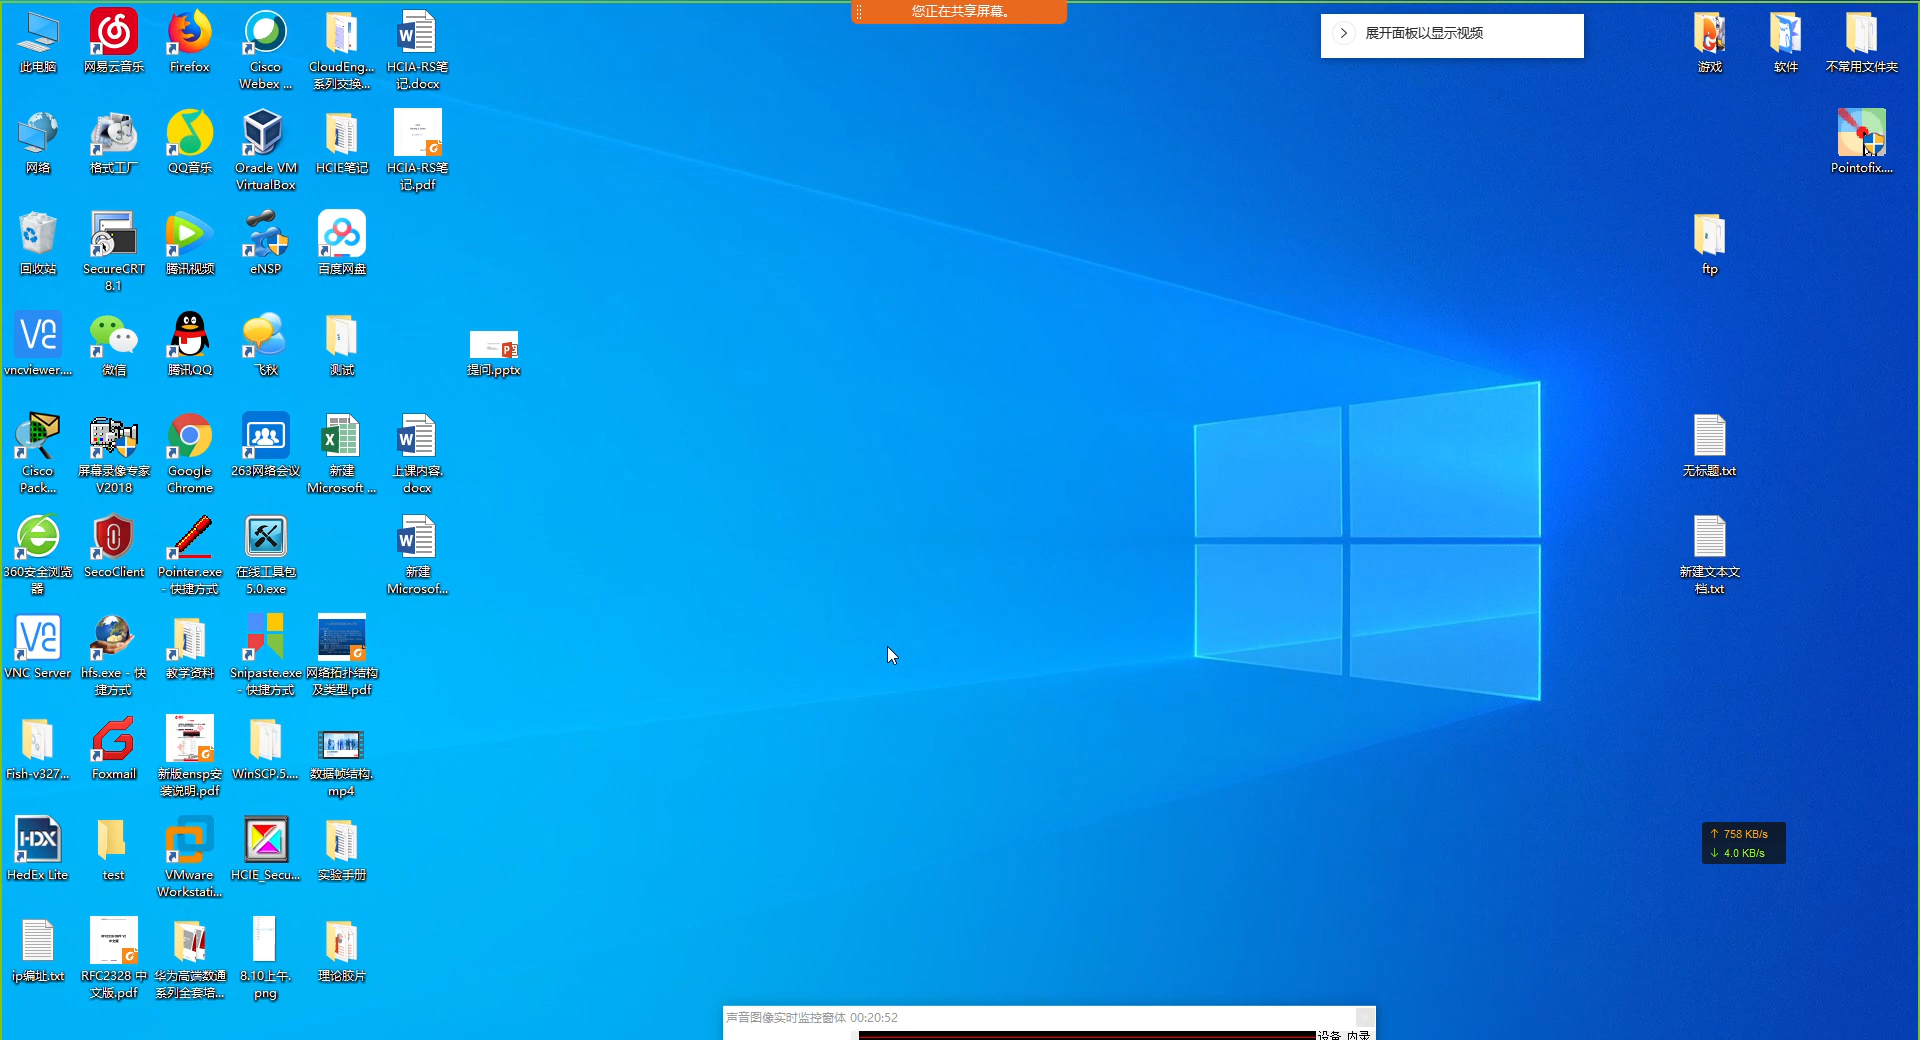 您正在共享屏幕。
展开面板以显示视频
此电脑
网易云音乐
Firefox
Cisco
Webex ...
CloudEng...
系列交换...
HCIA-RS笔
记.docx
游戏
软件
不常用文件夹
网络
格式工厂
QQ音乐
Oracle VM
VirtualBox
HCIE笔记
HCIA-RS笔
记.pdf
Pointofix....
回收站
SecureCRT
8.1
腾讯视频
eNSP
百度网盘
ftp
vncviewer....
微信
腾讯QQ
飞秋
测试
提问.pptx
Cisco
Pack...
屏幕录像专家
V2018
Google
Chrome
263网络会议
新建
Microsoft ...
上课内容.
docx
无标题.txt
360安全浏览
器
SecoClient
Pointer.exe
- 快捷方式
在线工具包
5.0.exe
新建
Microsof...
新建文本文
档.txt
VNC Server
hfs.exe - 快
捷方式
教学资料
Snipaste.exe
- 快捷方式
网络拓扑结构
及类型.pdf
Fish-v327...
Foxmail
新版ensp安
装说明.pdf
WinSCP.5....
数据帧结构.
mp4
HedEx Lite
test
VMware
Workstati...
HCIE_Secu...
实验手册
↑ 758 KB/s
↓ 4.0 KB/s
ip编址.txt
RFC2328 中
文版.pdf
华为高端数通
系列全套培...
8.10上午.
png
理论胶片
声音图像实时监控窗体 00:20:52
设备 内录